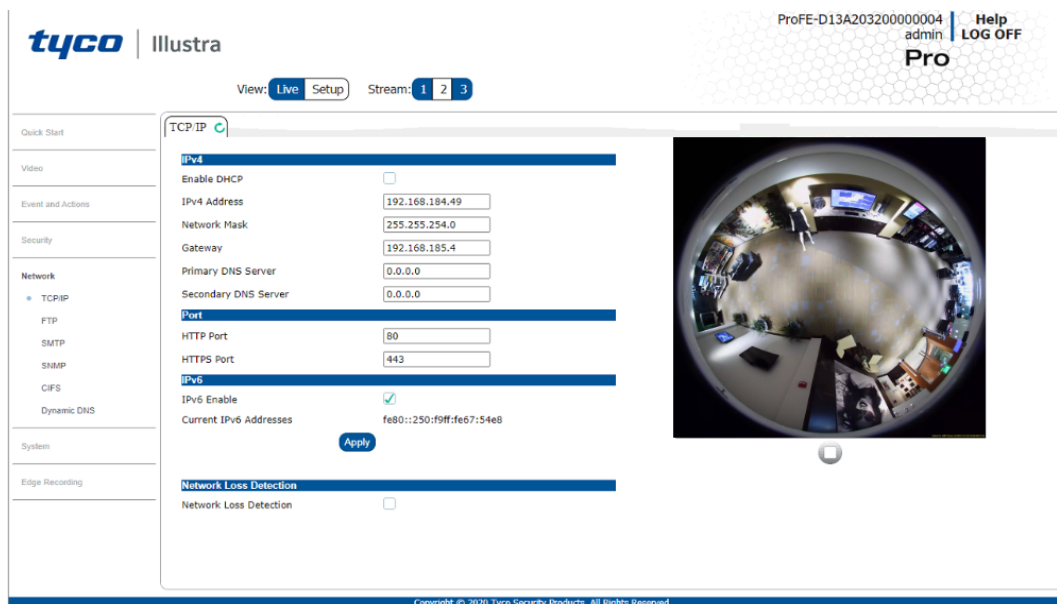 tyco | Illustra
ProFE-D13A203200000004 Help
admin LOG OFF
Pro
View: Live Setup Stream: 1 2 3
Quick Start
Video
Event and Actions
Security
Network
TCP/IP
FTP
SMTP
SNMP
CIFS
Dynamic DNS
System
Edge Recording
TCP/IP
IPv4
Enable DHCP
IPv4 Address 192.168.184.49
Network Mask 255.255.254.0
Gateway 192.168.185.4
Primary DNS Server 0.0.0.0
Secondary DNS Server 0.0.0.0
Port
HTTP Port 80
HTTPS Port 443
IPv6
IPv6 Enable
Current IPv6 Addresses fe80::250:f9ff:fe67:54e8
Apply
Network Loss Detection
Network Loss Detection
Copyright © 2020 Tyco Security Products. All Rights Reserved